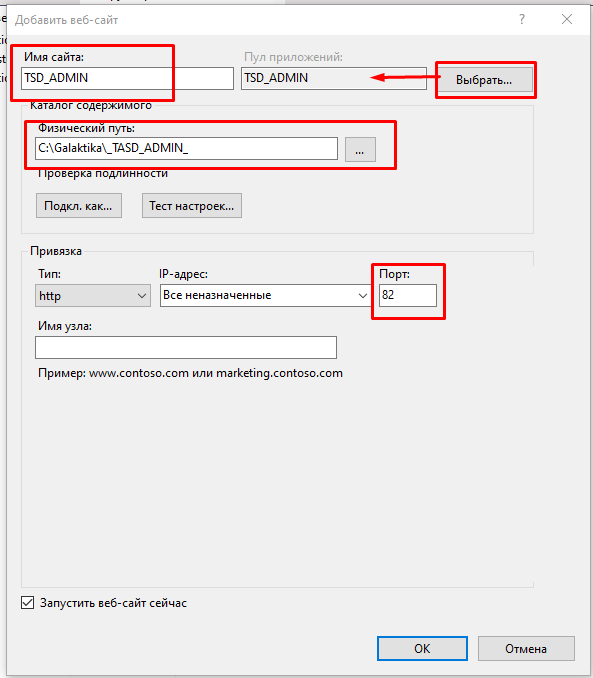 Добавить веб-сайт
?
Имя сайта:
Пул приложений:
TSD_ADMIN
TSD_ADMIN
Выбрать...
Каталог содержимого
Физический путь:
C:\Galaktika\_TASD_ADMIN_
...
Проверка подлинности
Подкл. как...
Тест настроек...
Привязка
Тип:
IP-адрес:
Порт:
http
Все неназначенные
82
Имя узла:
Пример: www.contoso.com или marketing.contoso.com
Запустить веб-сайт сейчас
OK
Отмена